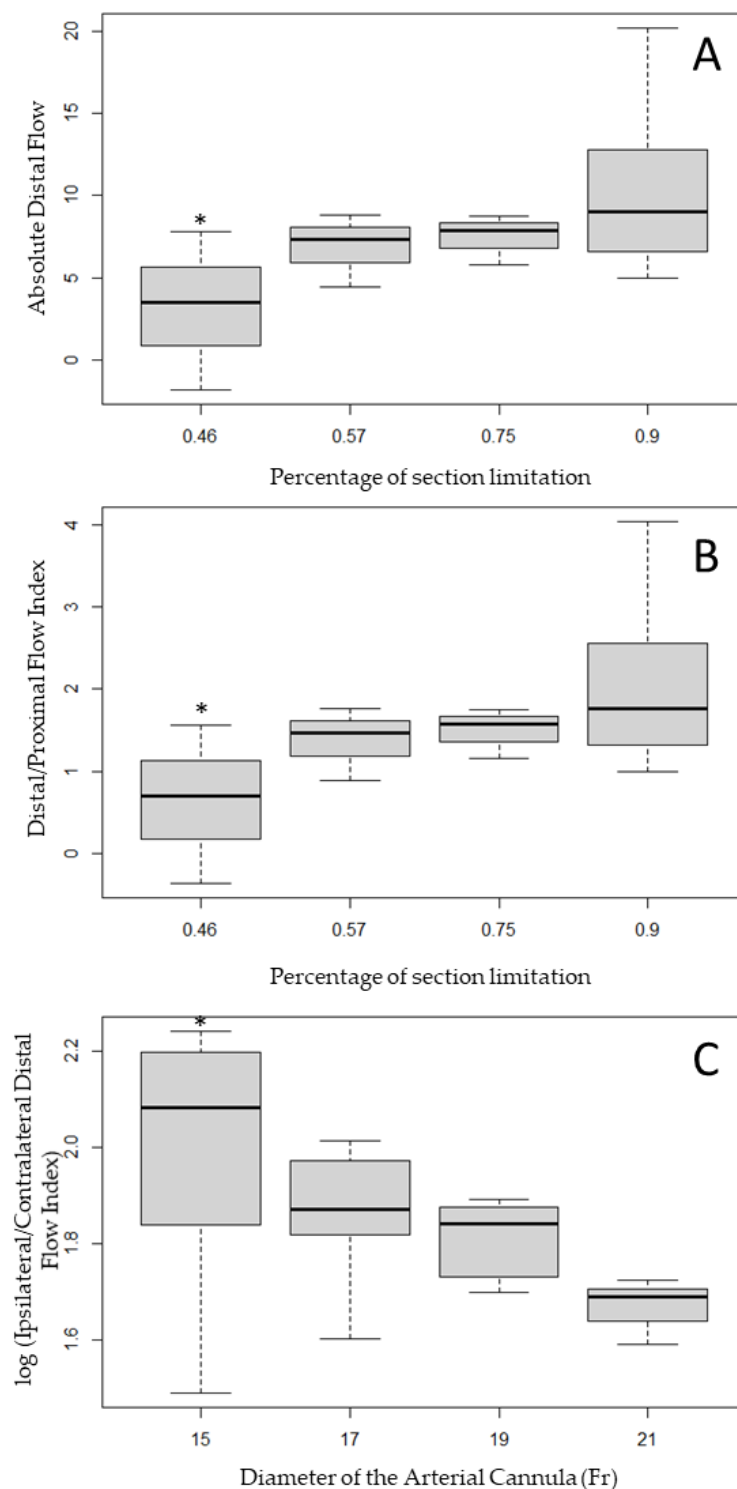 A
20
15
10
5
0
Absolute Distal Flow
*
0.46 0.57 0.75 0.9
Percentage of section limitation
B
4
3
2
1
0
Distal/Proximal Flow Index
*
0.46 0.57 0.75 0.9
Percentage of section limitation
C
2.2
2.0
1.8
1.6
log (Ipsilateral/Contralateral Distal
Flow Index)
*
15 17 19 21
Diameter of the Arterial Cannula (Fr)